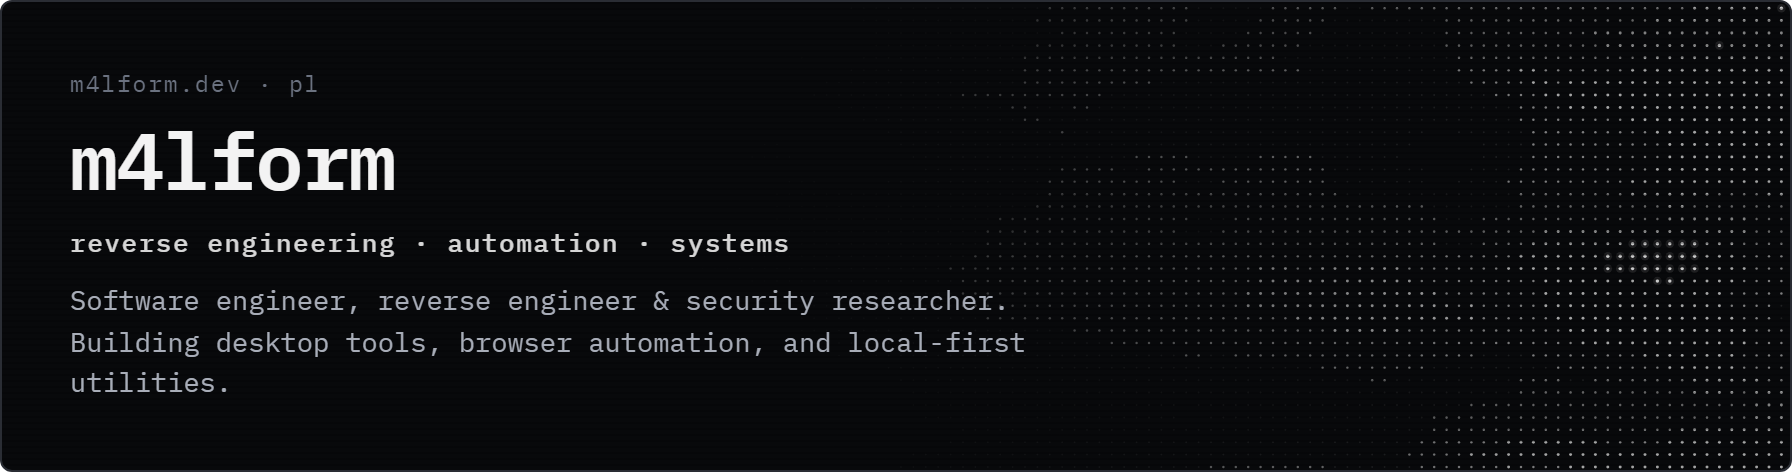 m4lform.dev · pl
m4lform
reverse engineering · automation · systems
Software engineer, reverse engineer & security researcher.
Building desktop tools, browser automation, and local-first
utilities.